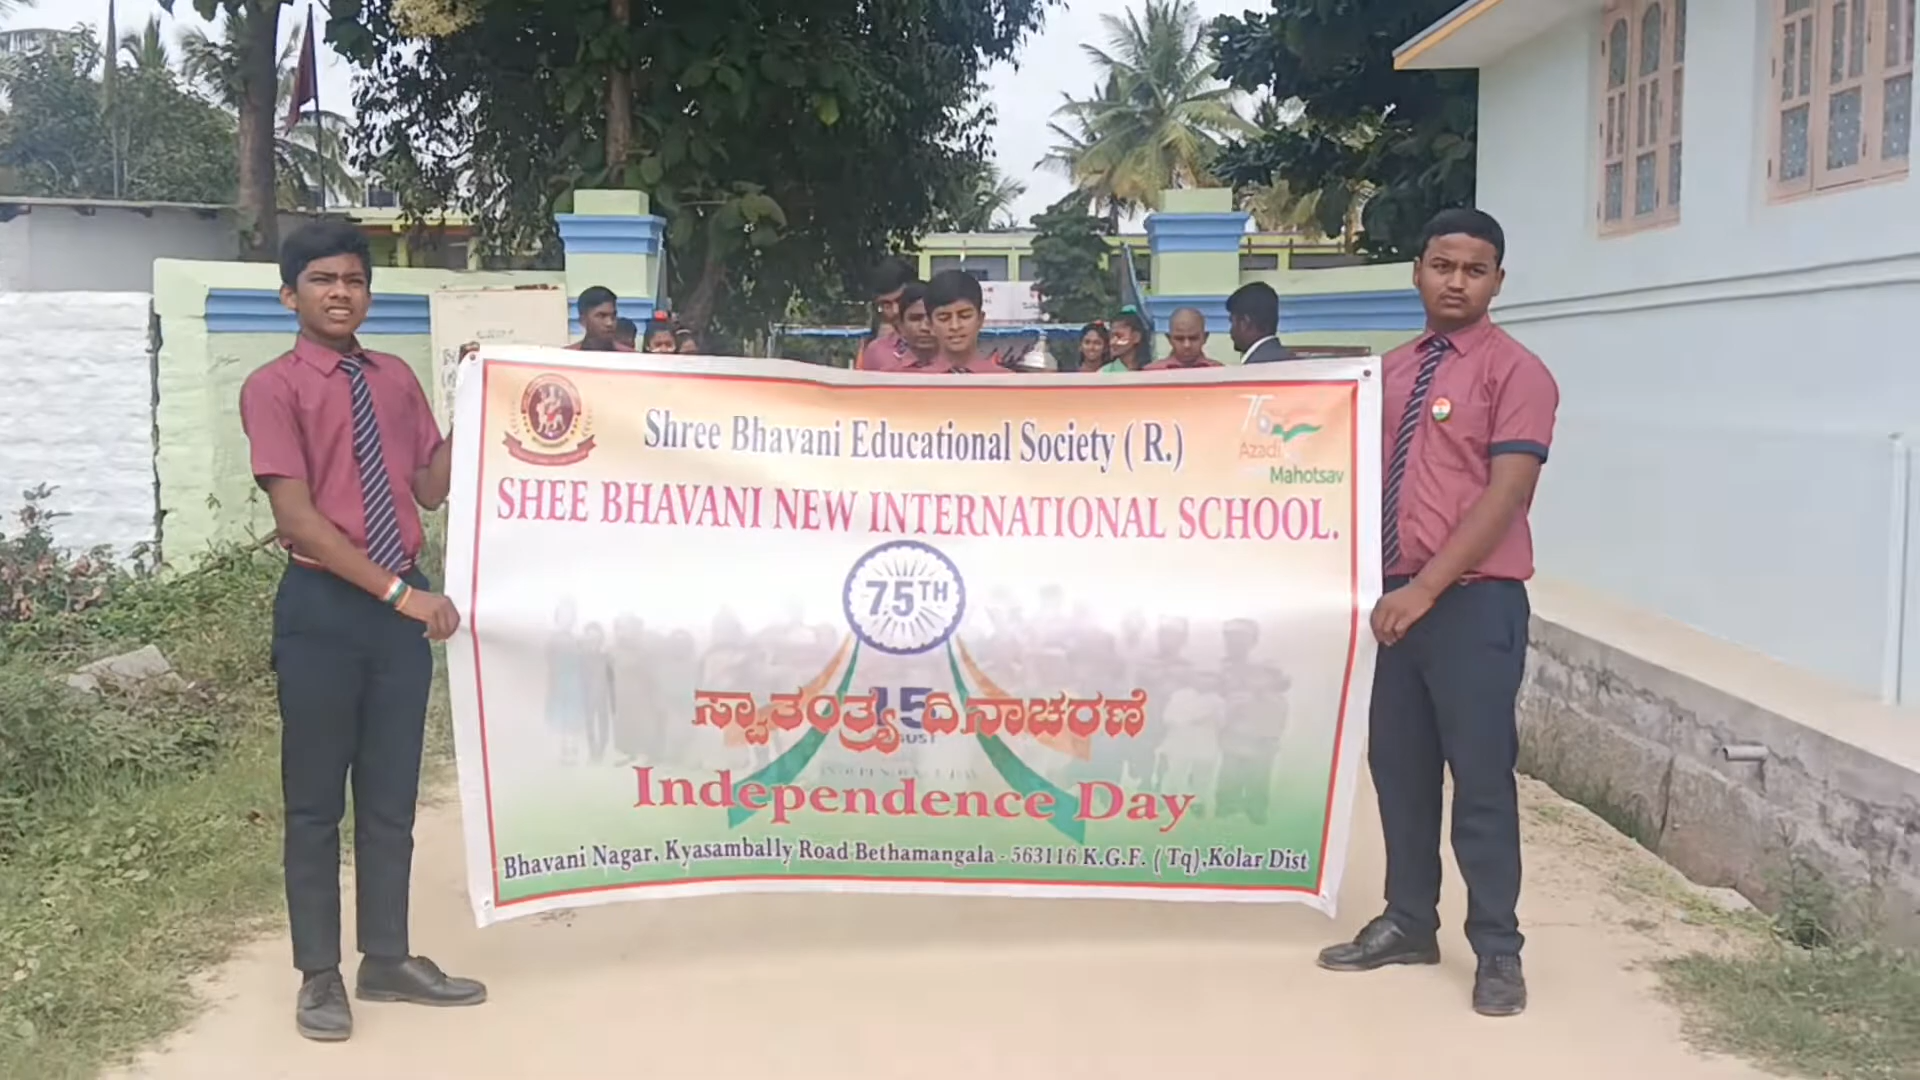 Shree Bhavani Educational Society ( R.)
Azadi
Mahotsav
SHEE BHAVANI NEW INTERNATIONAL SCHOOL.
75TH
15
ಸ್ವಾತಂತ್ರ್ಯ ದಿನಾಚರಣೆ
Independence Day
Bhavani Nagar, Kyasambally Road Bethamangala - 563116 K.G.F. ( Tq),Kolar Dist